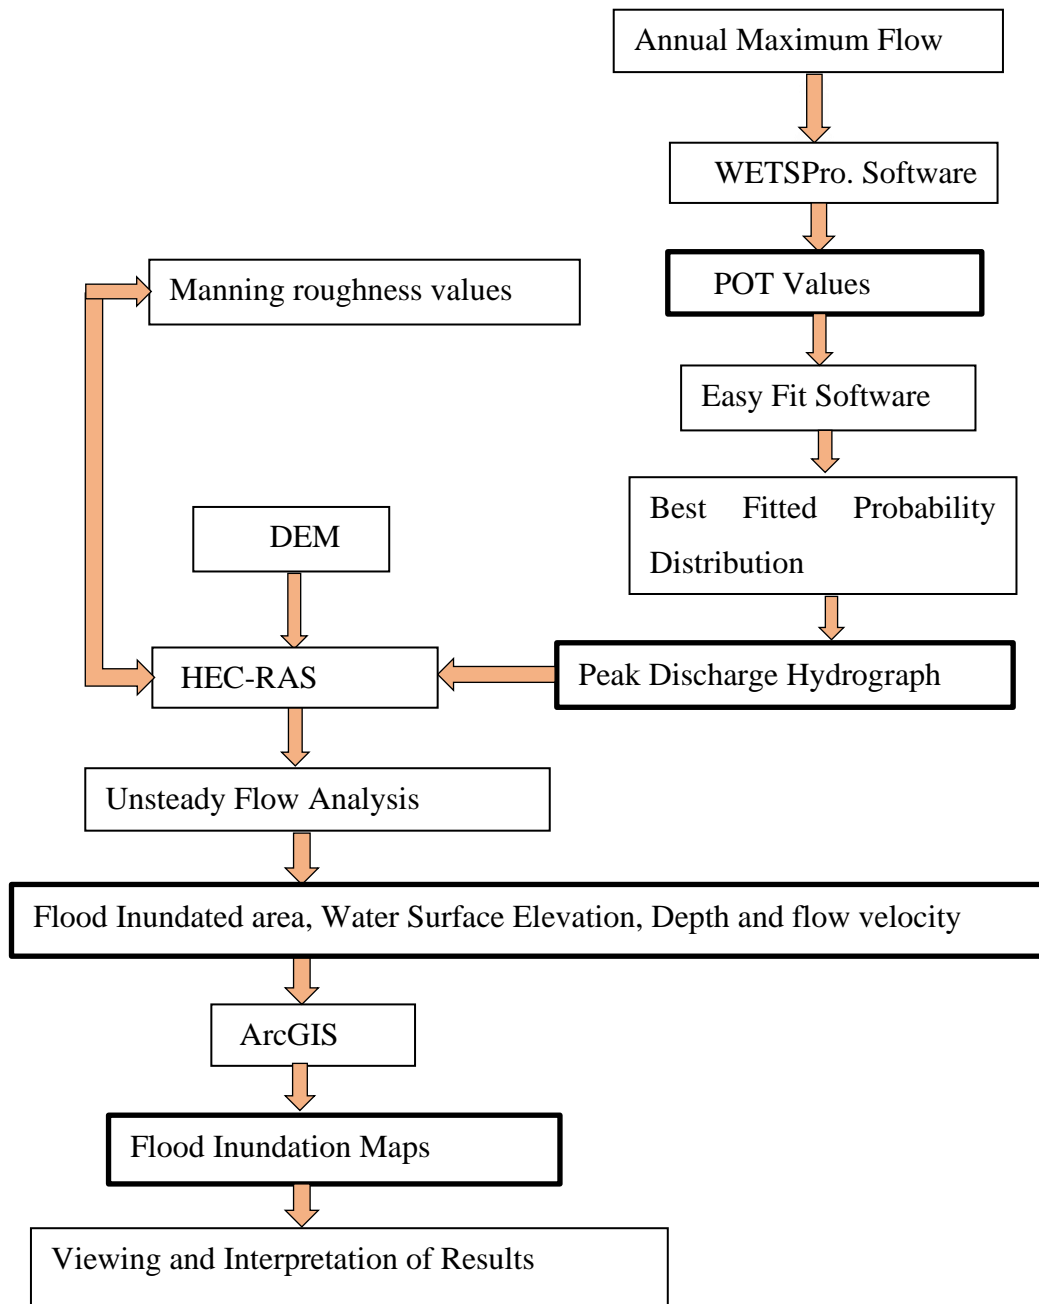 Annual Maximum Flow
WETSPro. Software
POT Values
Manning roughness values
Easy Fit Software
Best Fitted Probability
Distribution
DEM
HEC-RAS
Peak Discharge Hydrograph
Unsteady Flow Analysis
Flood Inundated area, Water Surface Elevation, Depth and flow velocity
ArcGIS
Flood Inundation Maps
Viewing and Interpretation of Results